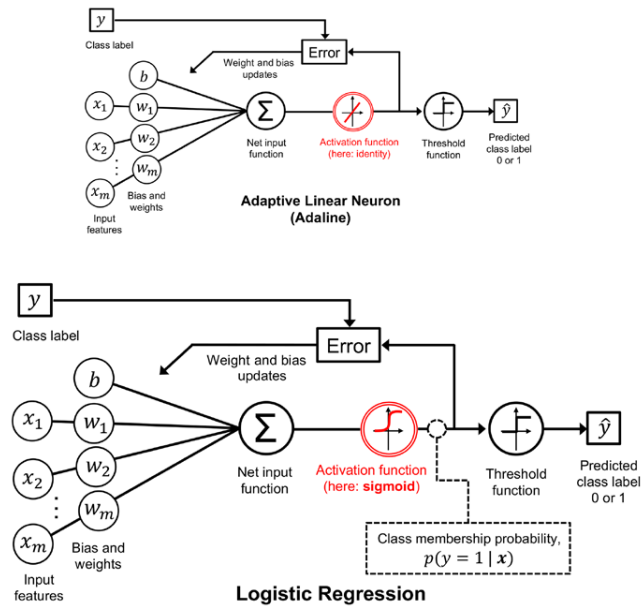 y
Class label
Error
Weight and bias
updates
b
x₁
w₁
x₂
w₂
⋮
xₘ
wₘ
Σ
ŷ
Net input
function
Activation function
(here: identity)
Threshold
function
Predicted
class label
0 or 1
Bias and
weights
Input
features
Adaptive Linear Neuron
(Adaline)
y
Class label
Error
Weight and bias
updates
b
x₁
w₁
x₂
w₂
⋮
xₘ
wₘ
Σ
ŷ
Net input
function
Activation function
(here: sigmoid)
Threshold
function
Predicted
class label
0 or 1
Bias and
weights
Input
features
Class membership probability,
p(y = 1 | x)
Logistic Regression